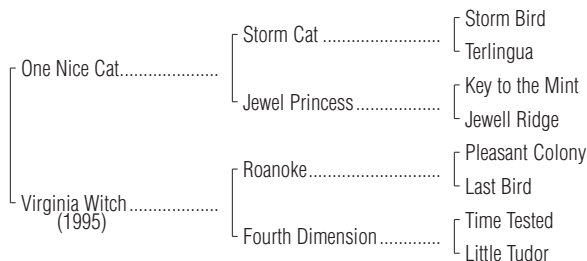 Storm Bird
Storm Cat ........................
Terlingua
One Nice Cat....................
Key to the Mint
Jewel Princess ................
Jewell Ridge
Pleasant Colony
Roanoke ...........................
Last Bird
Virginia Witch ..................
(1995)
Time Tested
Fourth Dimension ............
Little Tudor